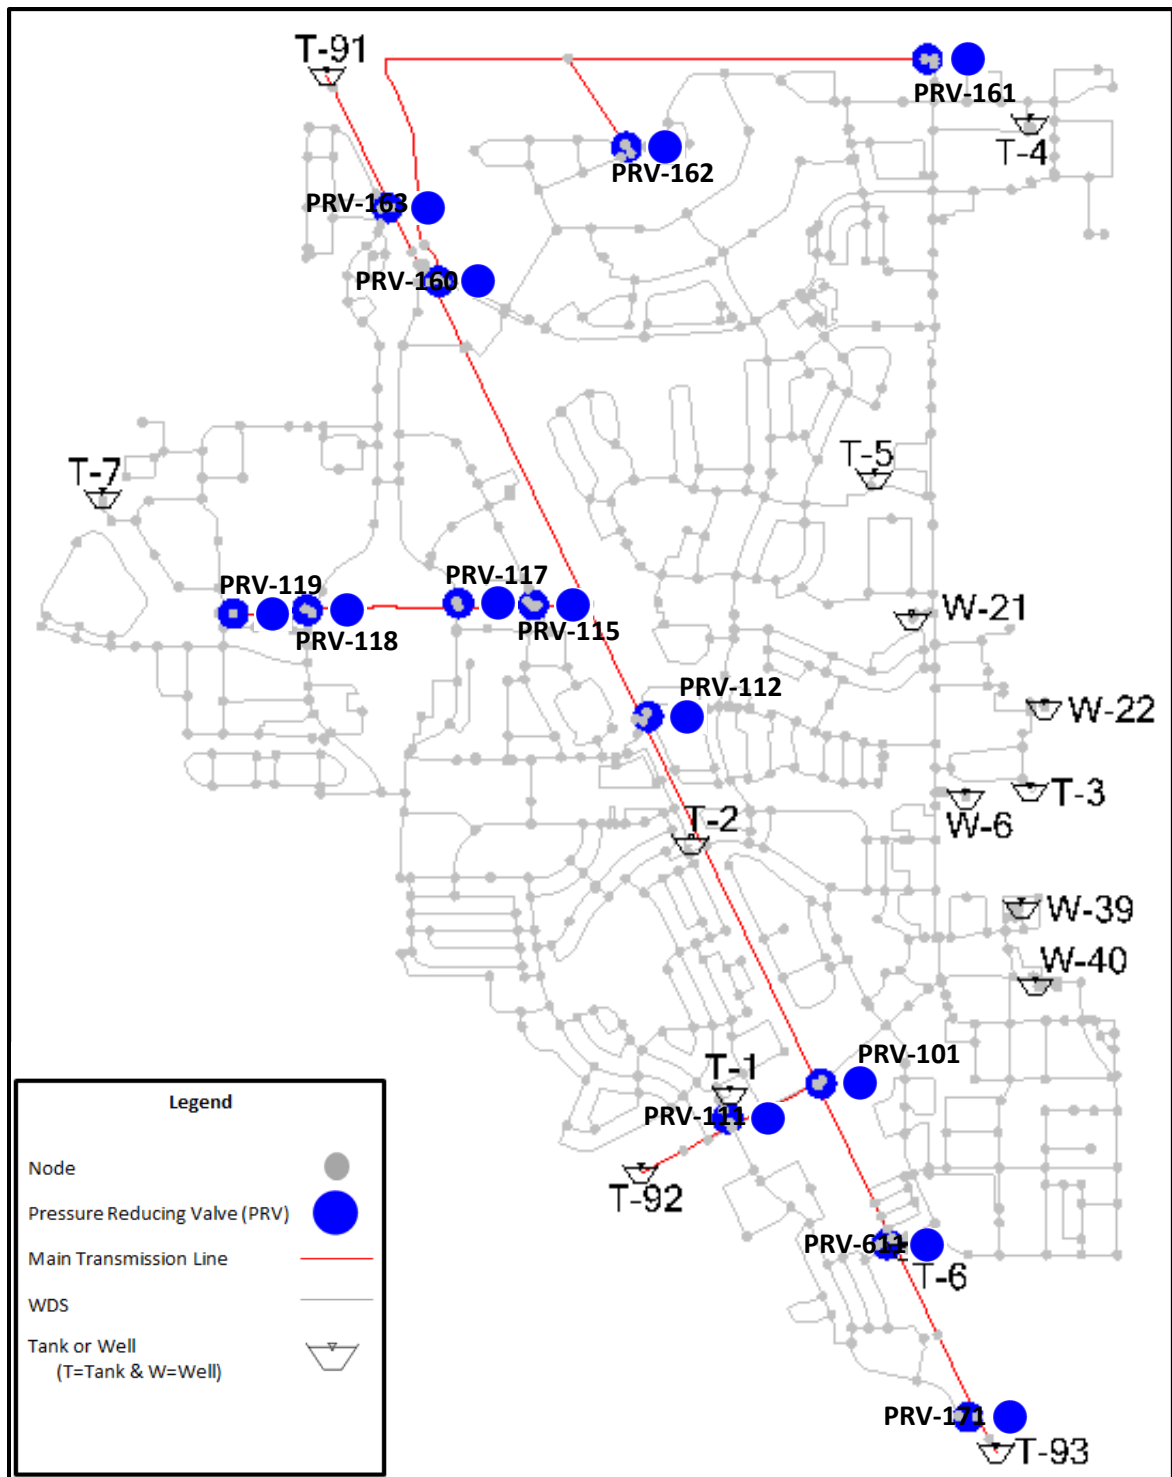 T-91
PRV-161
T-4
PRV-162
PRV-163
PRV-160
T-5
T-7
PRV-117
PRV-119
W-21
PRV-115
PRV-118
PRV-112
W-22
T-3
T-2
W-6
W-39
W-40
PRV-101
T-1
PRV-111
T-92
PRV-611
T-6
PRV-171
T-93
Legend
Node
Pressure Reducing Valve (PRV)
Main Transmission Line
WDS
Tank or Well
(T=Tank & W=Well)